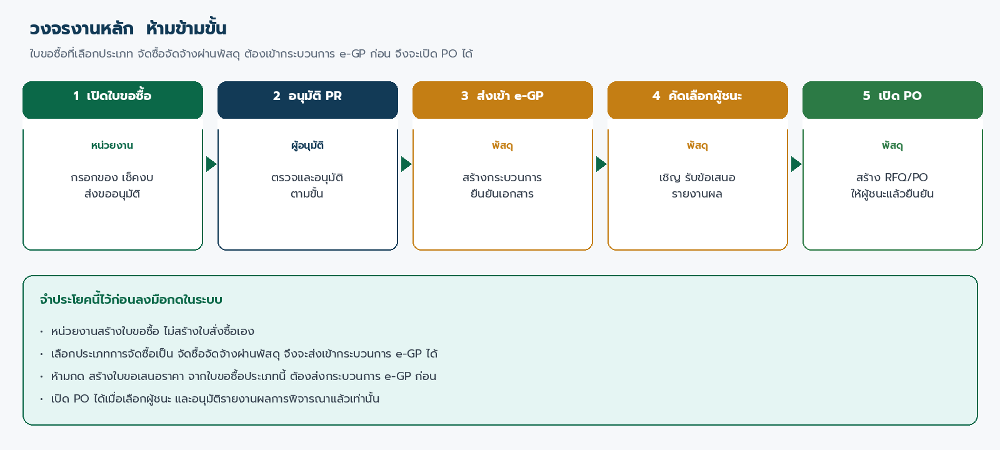 วงจรงานหลัก ห้ามข้ามขั้น
ใบขอซื้อที่เลือกประเภท จัดซื้อจัดจ้างผ่านพัสดุ ต้องเข้ากระบวนการ e-GP ก่อน จึงจะเปิด PO ได้
1 เปิดใบขอซื้อ
หน่วยงาน
กรอกของ เช็คงบ
ส่งขออนุมัติ
2 อนุมัติ PR
ผู้อนุมัติ
ตรวจและอนุมัติ
ตามขั้น
3 ส่งเข้า e-GP
พัสดุ
สร้างกระบวนการ
ยืนยันเอกสาร
4 คัดเลือกผู้ชนะ
พัสดุ
เชิญ รับข้อเสนอ
รายงานผล
5 เปิด PO
พัสดุ
สร้าง RFQ/PO
ให้ผู้ชนะแล้วยืนยัน
จำประโยคนี้ไว้ก่อนลงมือกดในระบบ
• หน่วยงานสร้างใบขอซื้อ ไม่สร้างใบสั่งซื้อเอง
• เลือกประเภทการจัดซื้อเป็น จัดซื้อจัดจ้างผ่านพัสดุ จึงจะส่งเข้ากระบวนการ e-GP ได้
• ห้ามกด สร้างใบขอเสนอราคา จากใบขอซื้อประเภทนี้ ต้องส่งกระบวนการ e-GP ก่อน
• เปิด PO ได้เมื่อเลือกผู้ชนะ และอนุมัติรายงานผลการพิจารณาแล้วเท่านั้น